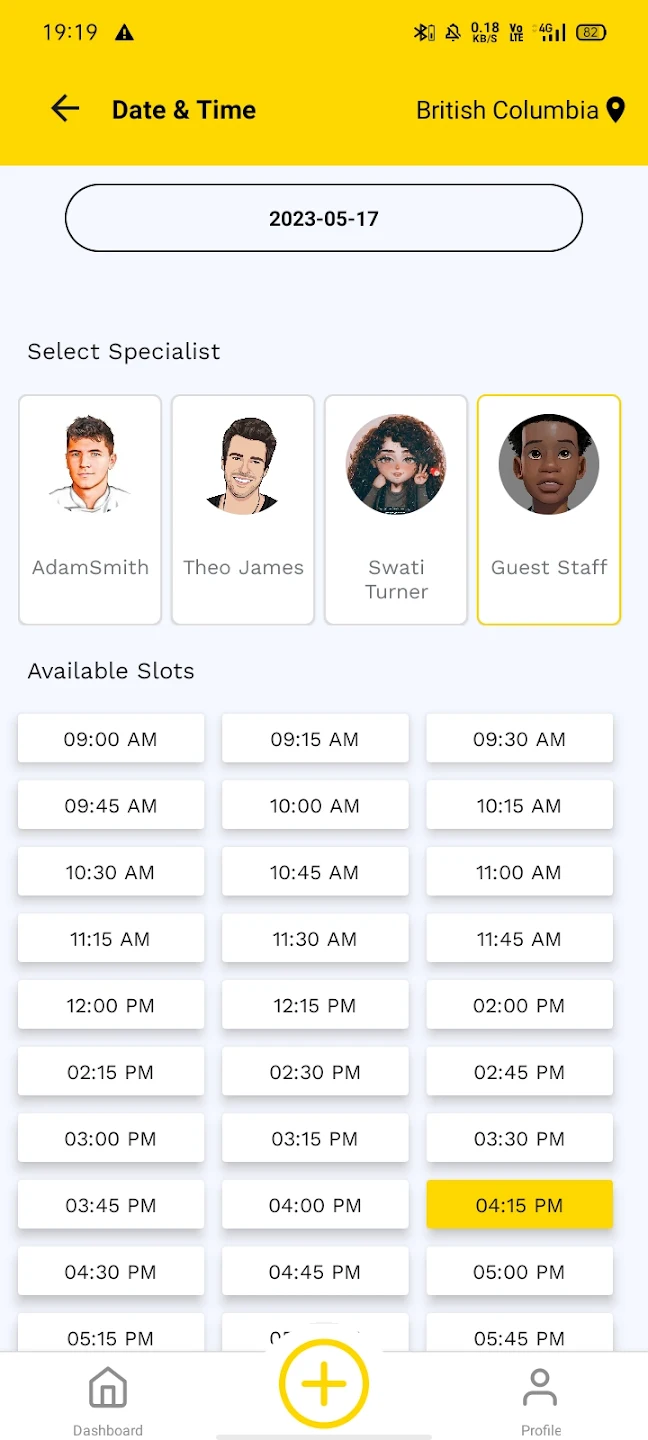 19:19
0.18 KB/S
Vo LTE
4G
82
Date & Time
British Columbia
2023-05-17
Select Specialist
AdamSmith
Theo James
Swati
Turner
Guest Staff
Available Slots
09:00 AM
09:15 AM
09:30 AM
09:45 AM
10:00 AM
10:15 AM
10:30 AM
10:45 AM
11:00 AM
11:15 AM
11:30 AM
11:45 AM
12:00 PM
12:15 PM
02:00 PM
02:15 PM
02:30 PM
02:45 PM
03:00 PM
03:15 PM
03:30 PM
03:45 PM
04:00 PM
04:15 PM
04:30 PM
04:45 PM
05:00 PM
05:15 PM
05:45 PM
Dashboard
Profile